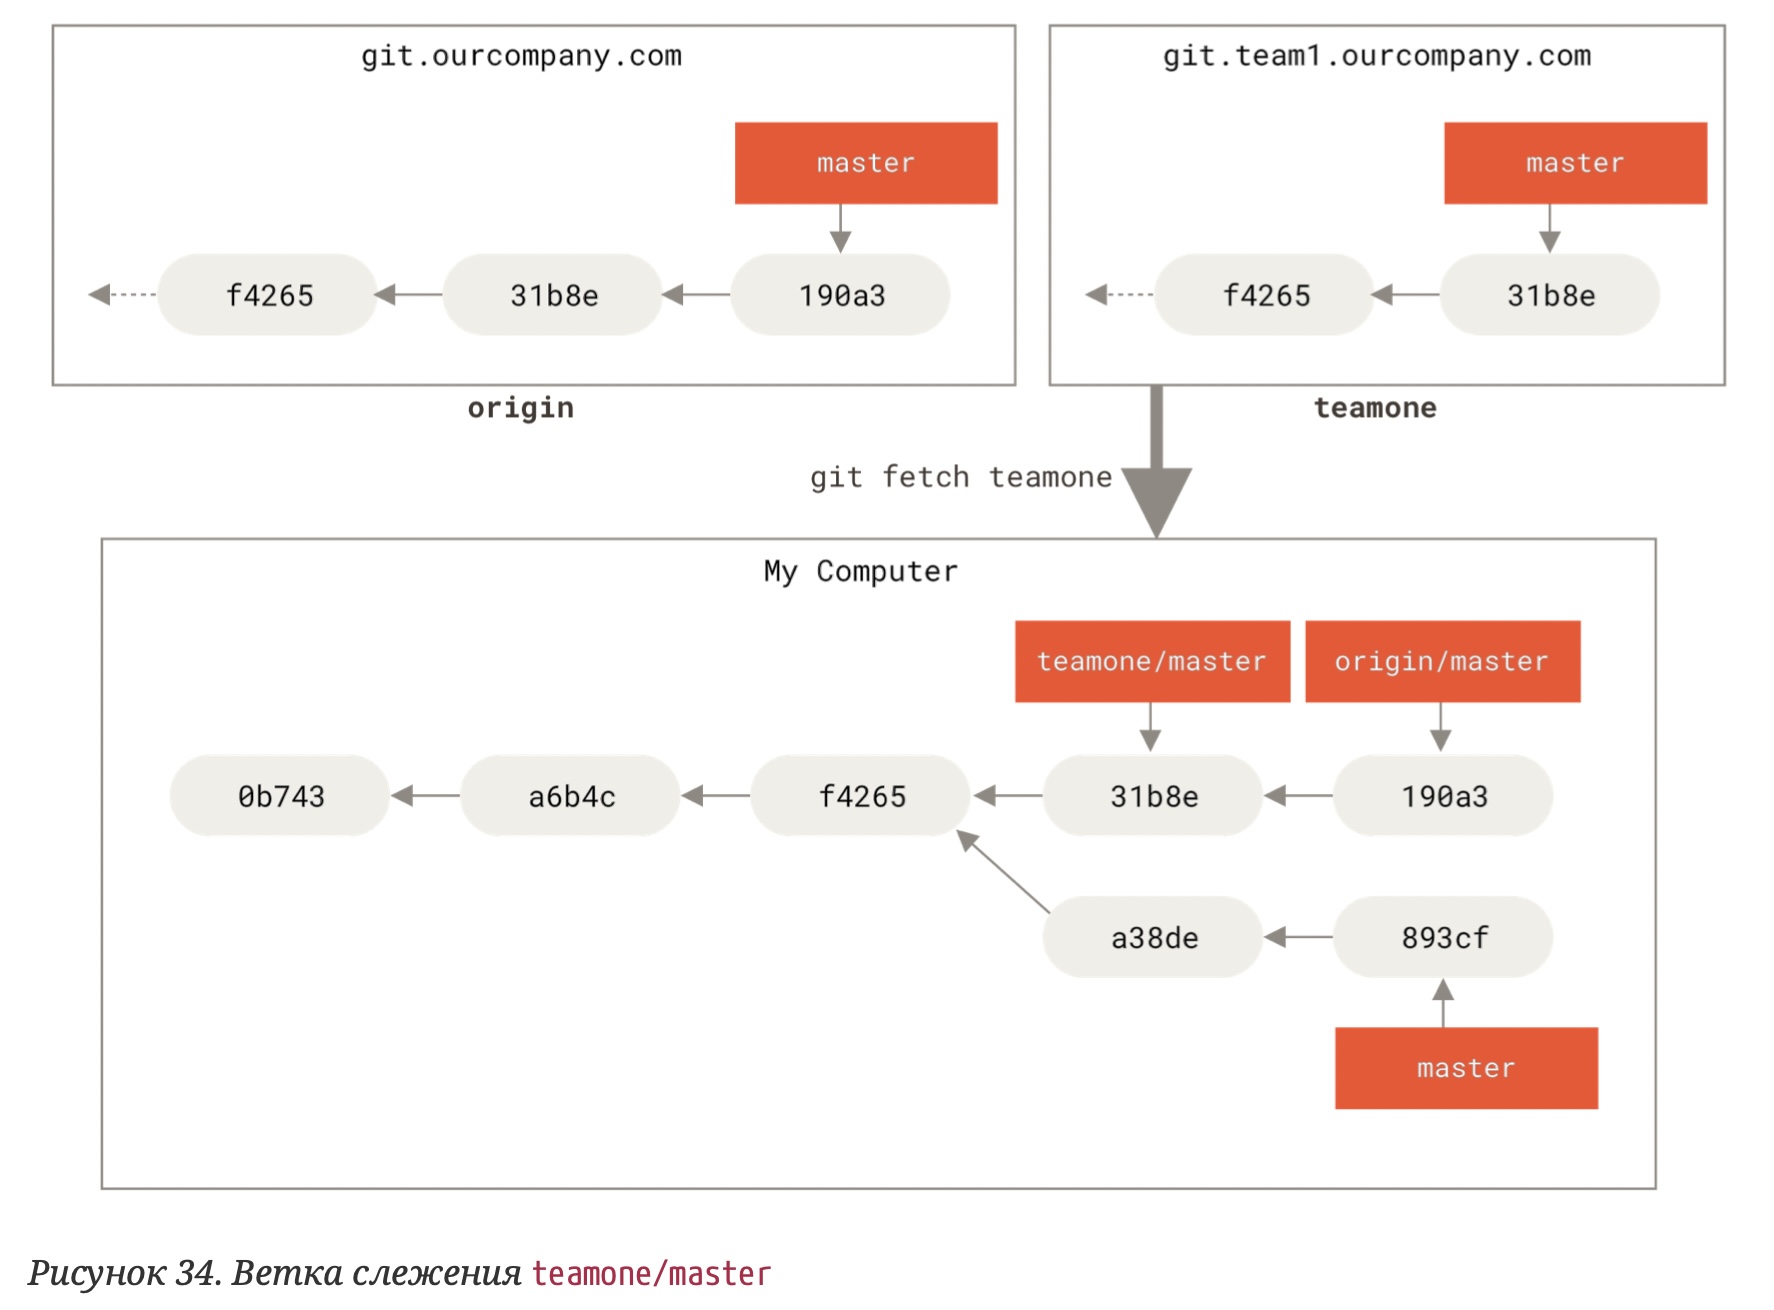 git.ourcompany.com
master
f4265 31b8e 190a3
origin
git.team1.ourcompany.com
master
f4265 31b8e
teamone
git fetch teamone
My Computer
teamone/master origin/master
0b743 a6b4c f4265 31b8e 190a3
a38de 893cf
master
Рисунок 34. Ветка слежения teamone/master